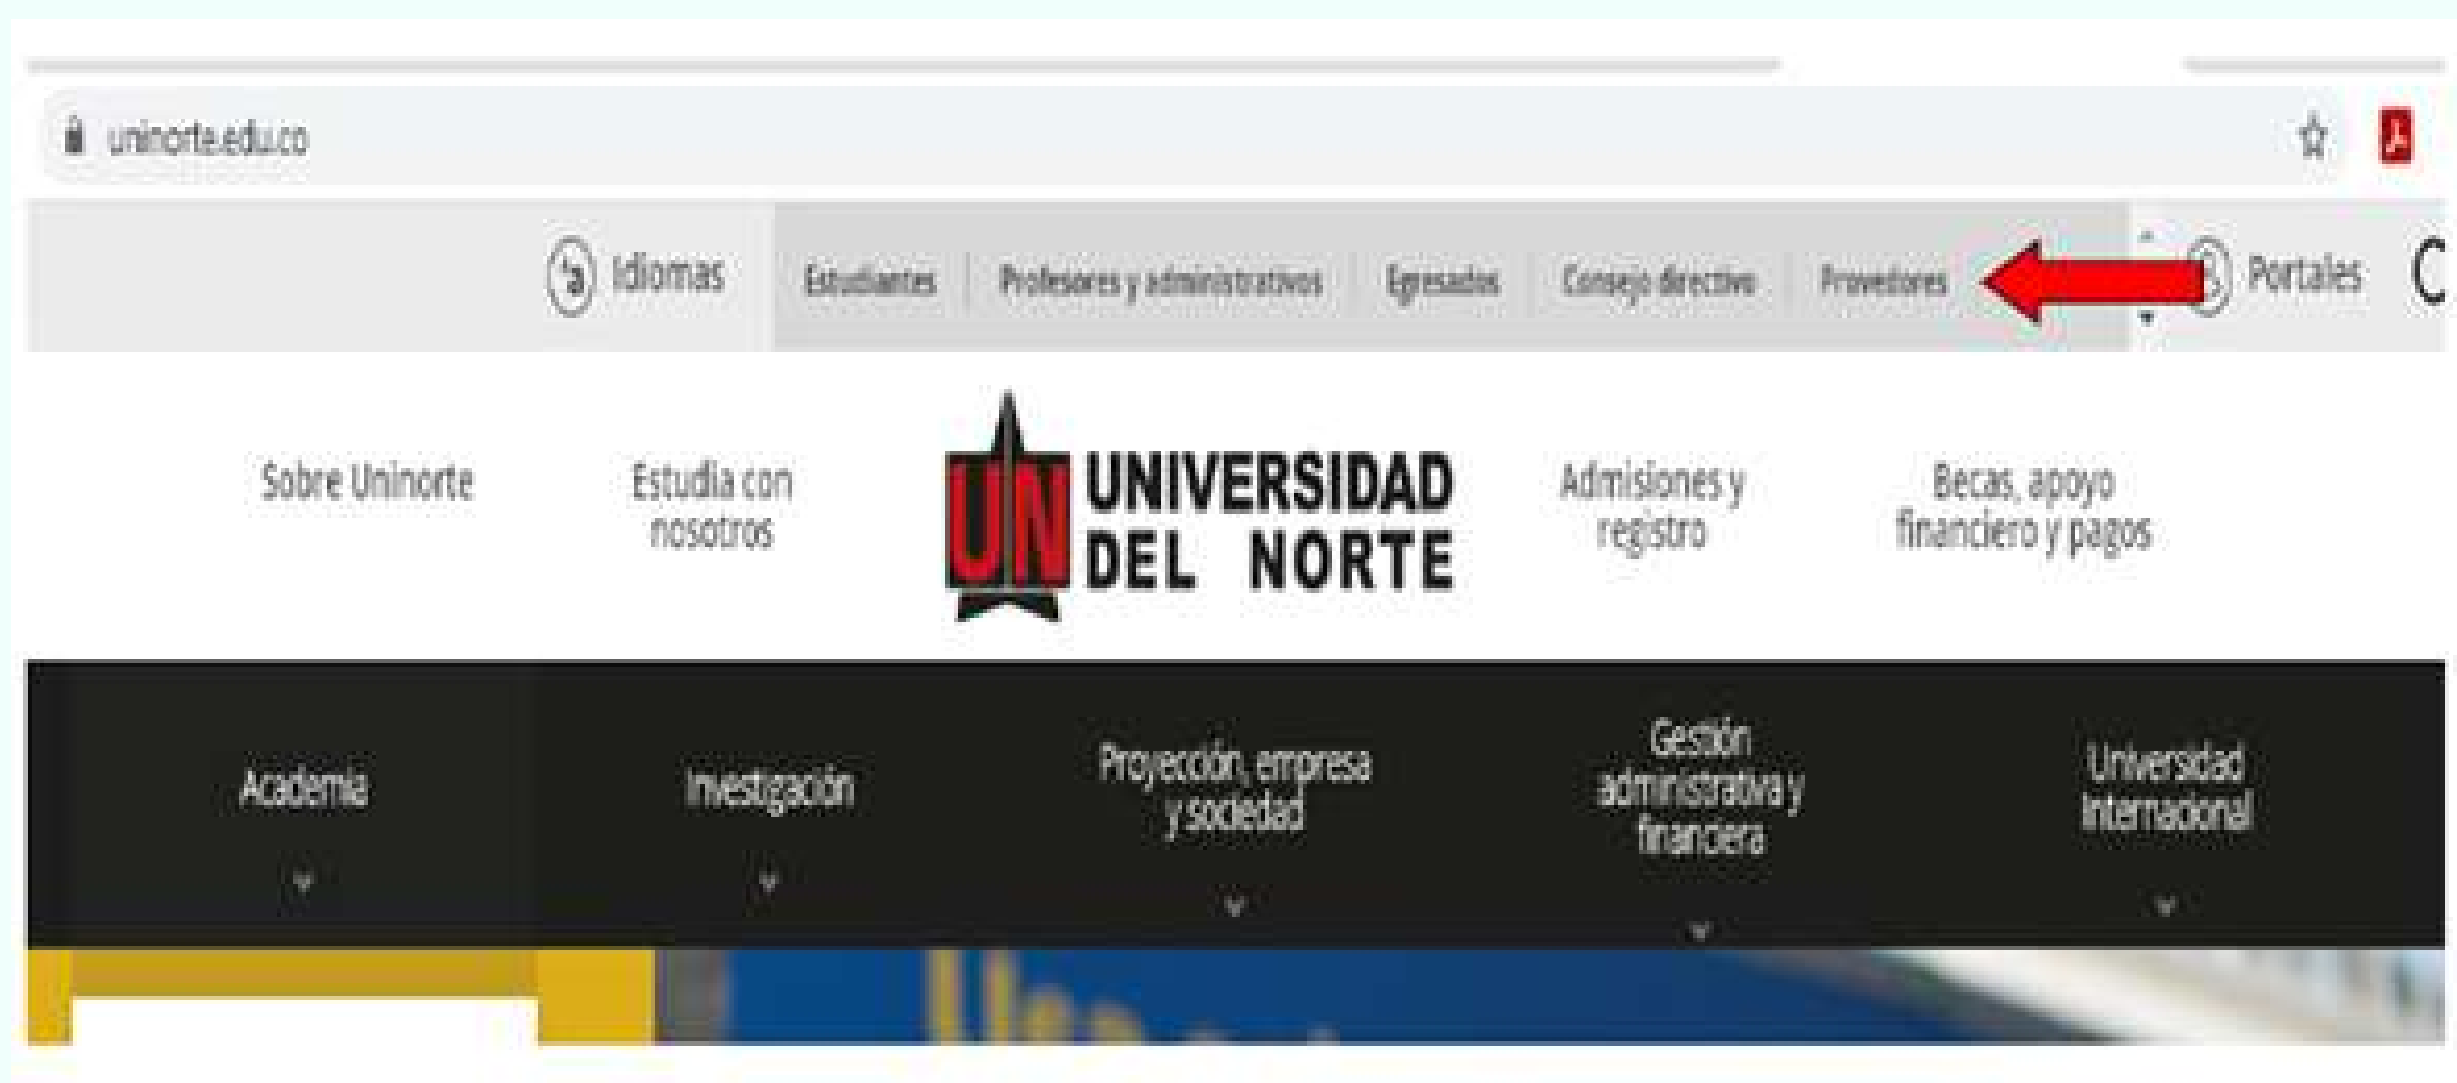 uninorte.edu.co
Idiomas
Estudiantes
Profesores y administrativos
Egresados
Consejo directivo
Provedores
Portales
Sobre Uninorte
Estudia con
nosotros
UN UNIVERSIDAD
DEL NORTE
Admisiones y
registro
Becas, apoyo
financiero y pagos
Academia
Investigación
Proyección, empresa
y sociedad
Gestión
administrativa y
financiera
Universidad
Internacional